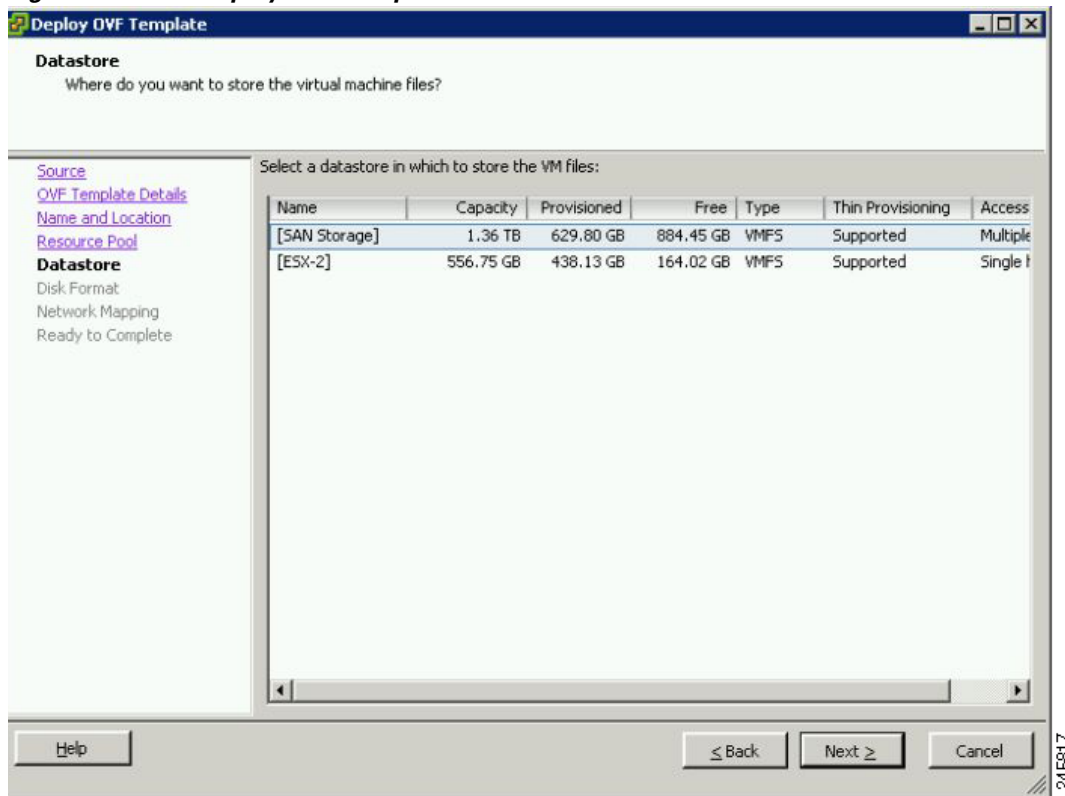 Deploy OVF Template
Datastore
Where do you want to store the virtual machine files?
Source
OVF Template Details
Name and Location
Resource Pool
Datastore
Disk Format
Network Mapping
Ready to Complete
Select a datastore in which to store the VM files:
Name Capacity Provisioned Free Type Thin Provisioning Access
[SAN Storage] 1.36 TB 629.80 GB 884.45 GB VMFS Supported Multiple
[ESX-2] 556.75 GB 438.13 GB 164.02 GB VMFS Supported Single
Help
≤ Back
Next ≥
Cancel
245817